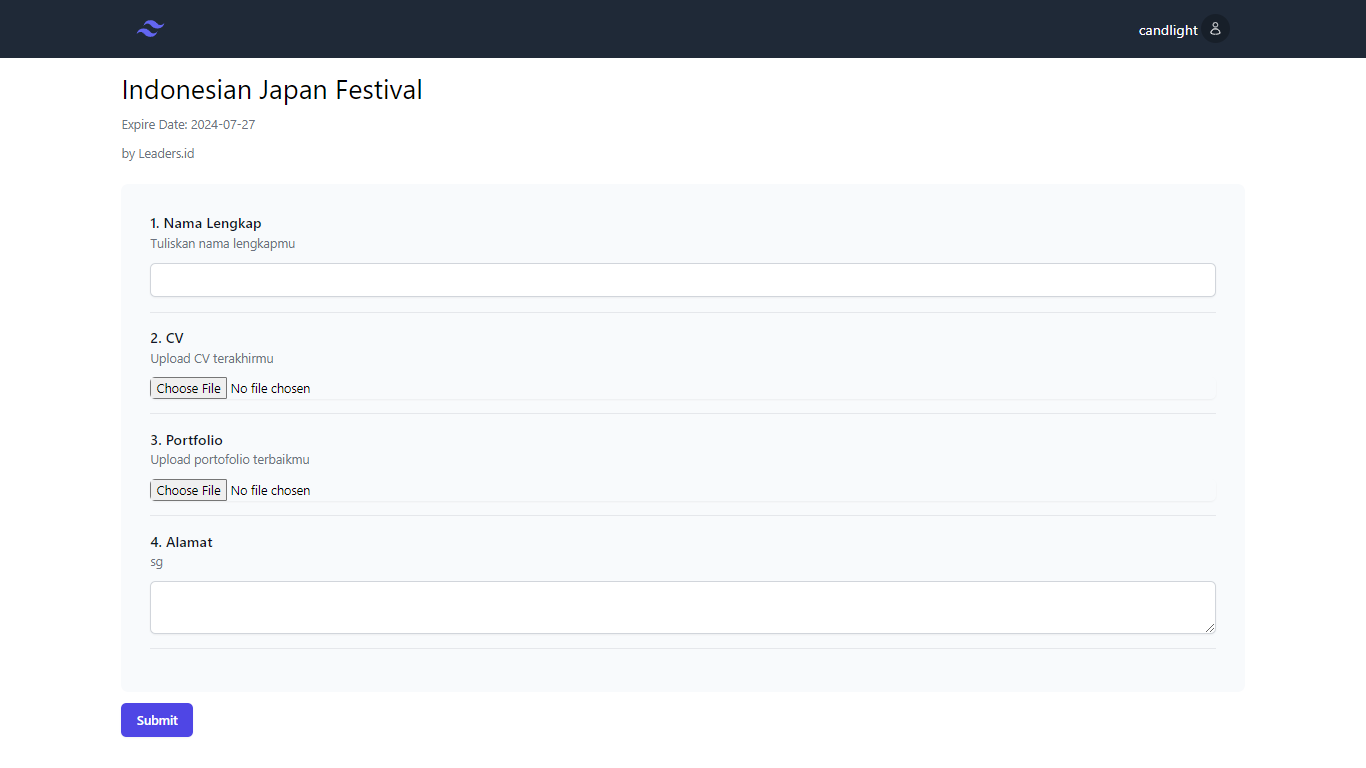 candlight
Indonesian Japan Festival
Expire Date: 2024-07-27
by Leaders.id
1. Nama Lengkap
Tuliskan nama lengkapmu
2. CV
Upload CV terakhirmu
Choose File No file chosen
3. Portfolio
Upload portofolio terbaikmu
Choose File No file chosen
4. Alamat
sg
Submit